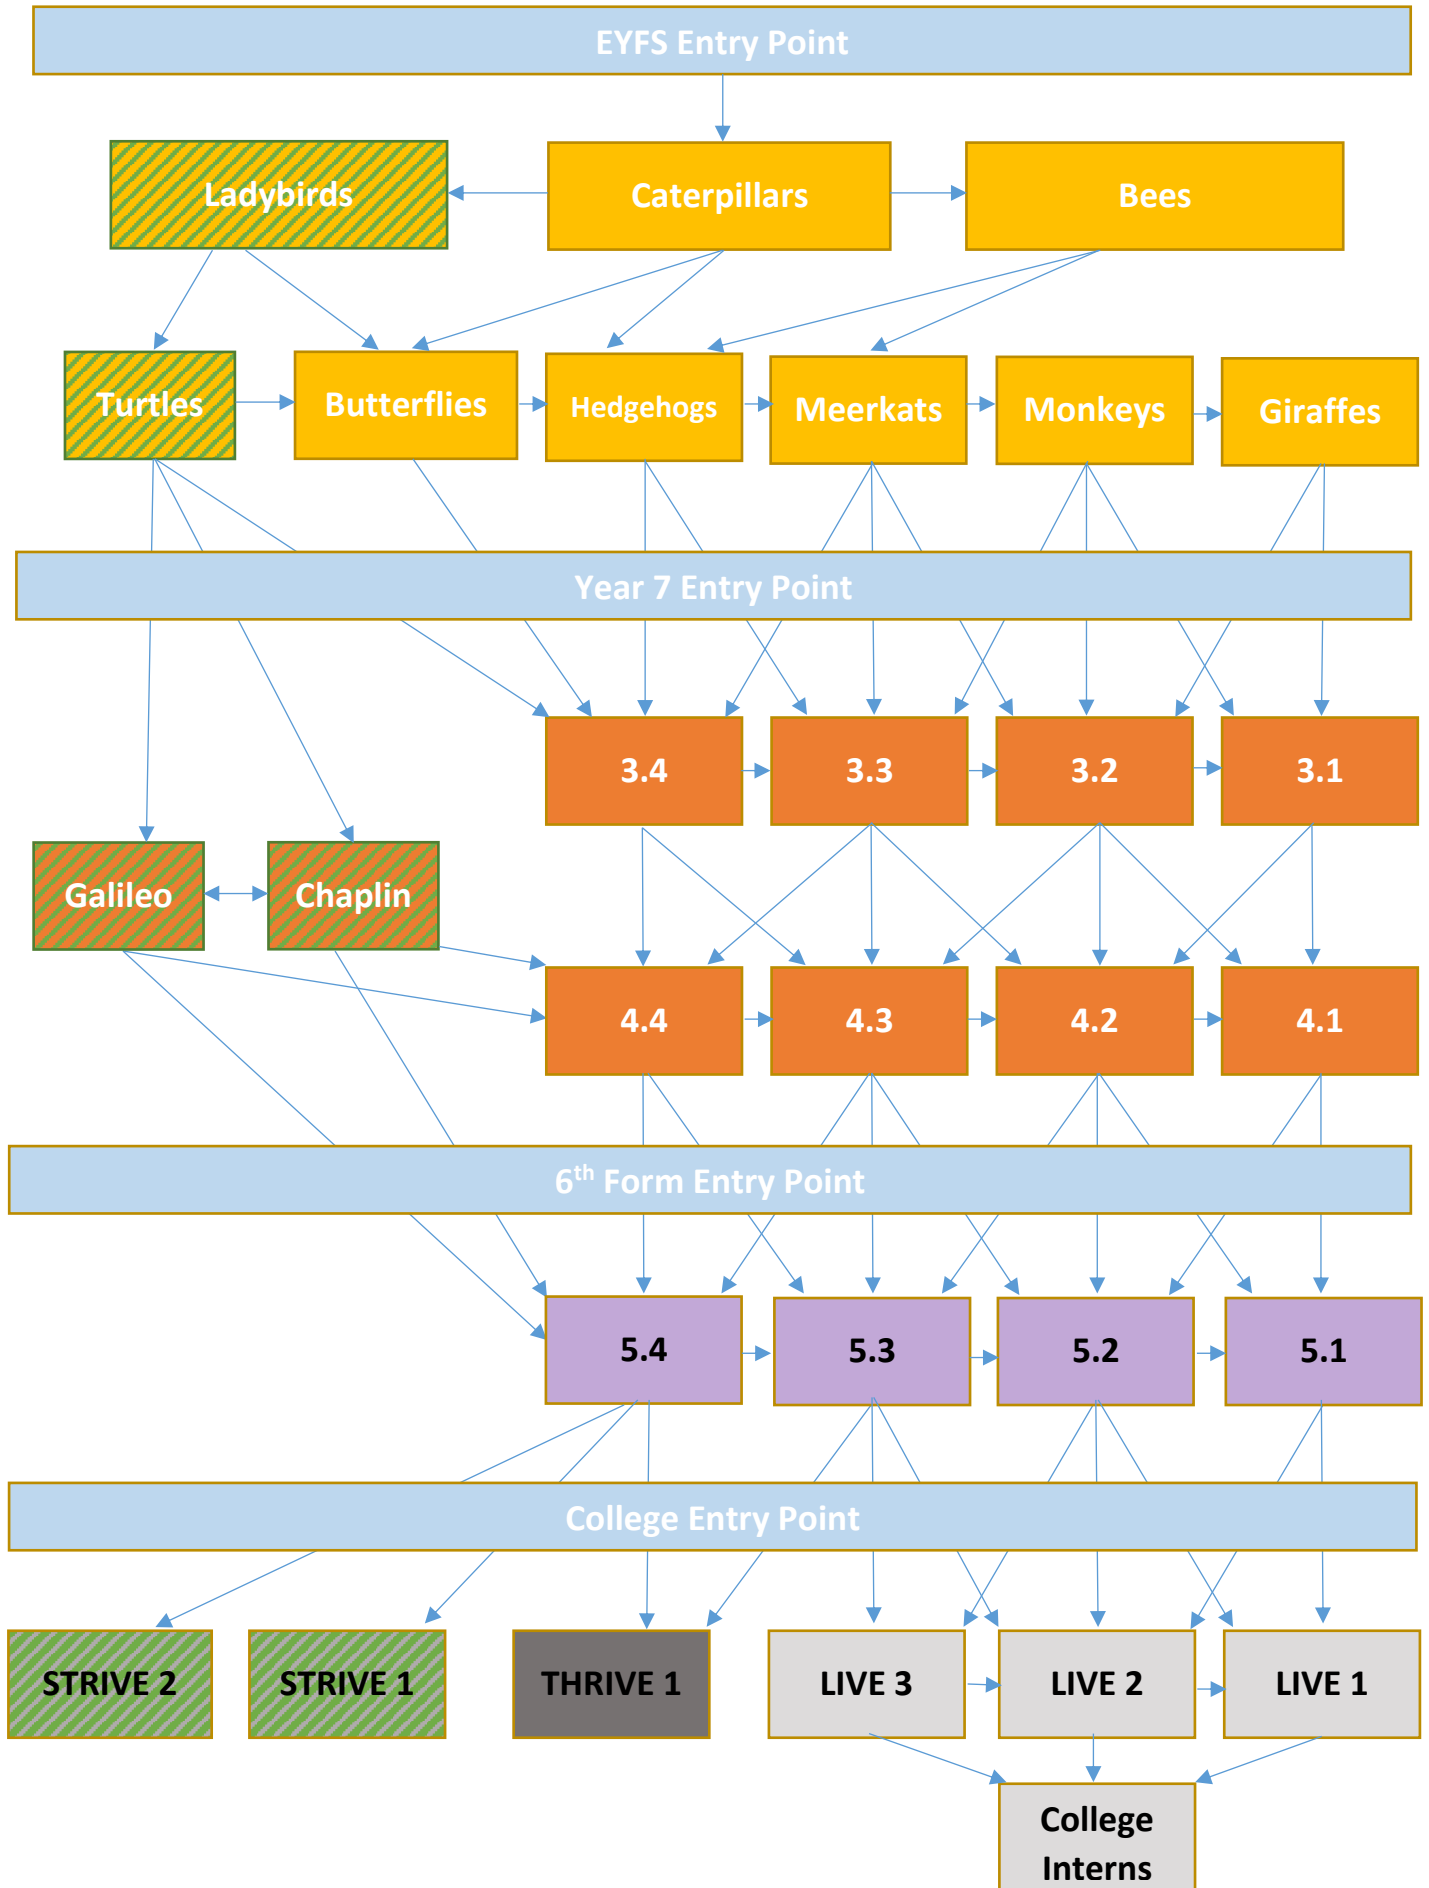 EYFS Entry Point
Ladybirds
Caterpillars
Bees
Turtles
Butterflies
Hedgehogs
Meerkats
Monkeys
Giraffes
Year 7 Entry Point
3.4
3.3
3.2
3.1
Galileo
Chaplin
4.4
4.3
4.2
4.1
6th Form Entry Point
5.4
5.3
5.2
5.1
College Entry Point
STRIVE 2
STRIVE 1
THRIVE 1
LIVE 3
LIVE 2
LIVE 1
College
Interns